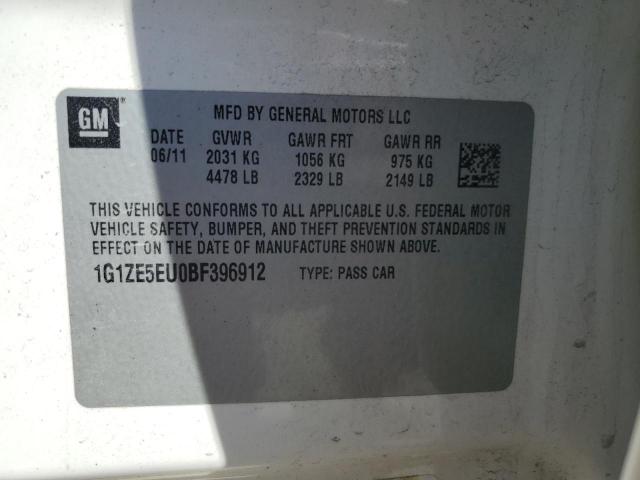 GM®
MFD BY GENERAL MOTORS LLC
DATE GVWR GAWR FRT GAWR RR
06/11 2031 KG 1056 KG 975 KG
4478 LB 2329 LB 2149 LB
THIS VEHICLE CONFORMS TO ALL APPLICABLE U.S. FEDERAL MOTOR
VEHICLE SAFETY, BUMPER, AND THEFT PREVENTION STANDARDS IN
EFFECT ON THE DATE OF MANUFACTURE SHOWN ABOVE.
1G1ZE5EU0BF396912 TYPE: PASS CAR